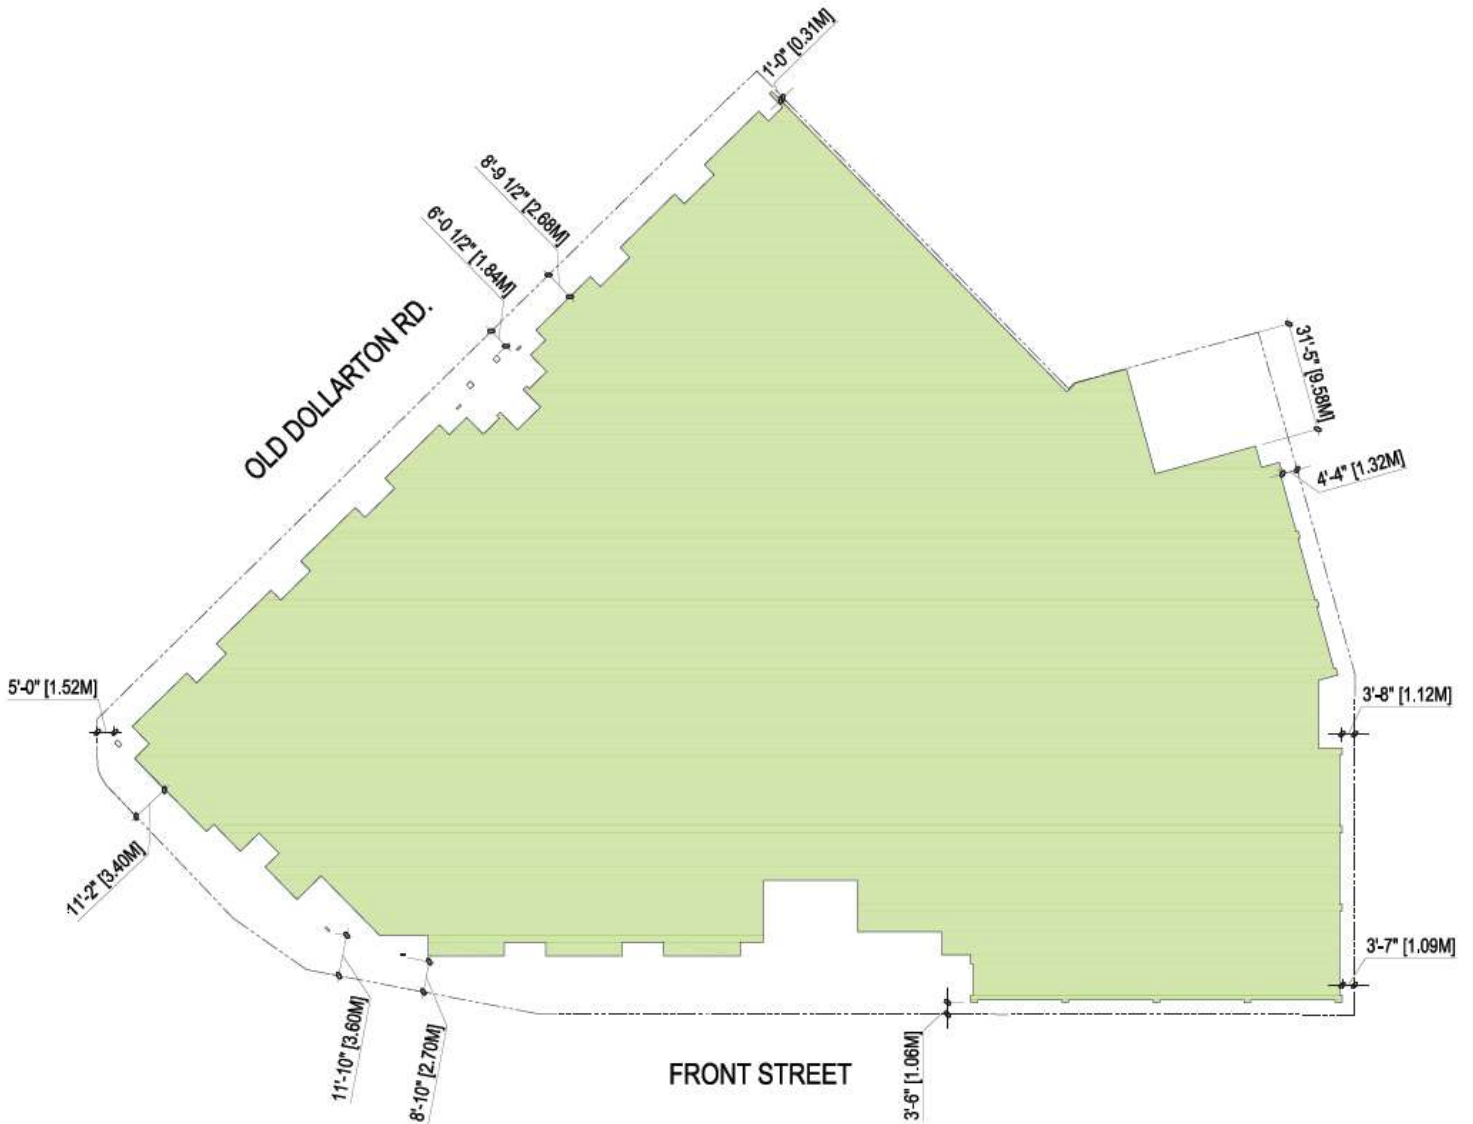 1'-0" [0.31M]
8'-9 1/2" [2.68M]
6'-0 1/2" [1.84M]
OLD DOLLARTON RD.
31'-5" [9.58M]
4'-4" [1.32M]
5'-0" [1.52M]
3'-8" [1.12M]
11'-2" [3.40M]
3'-7" [1.09M]
11'-10" [3.60M]
8'-10" [2.70M]
3'-6" [1.06M]
FRONT STREET